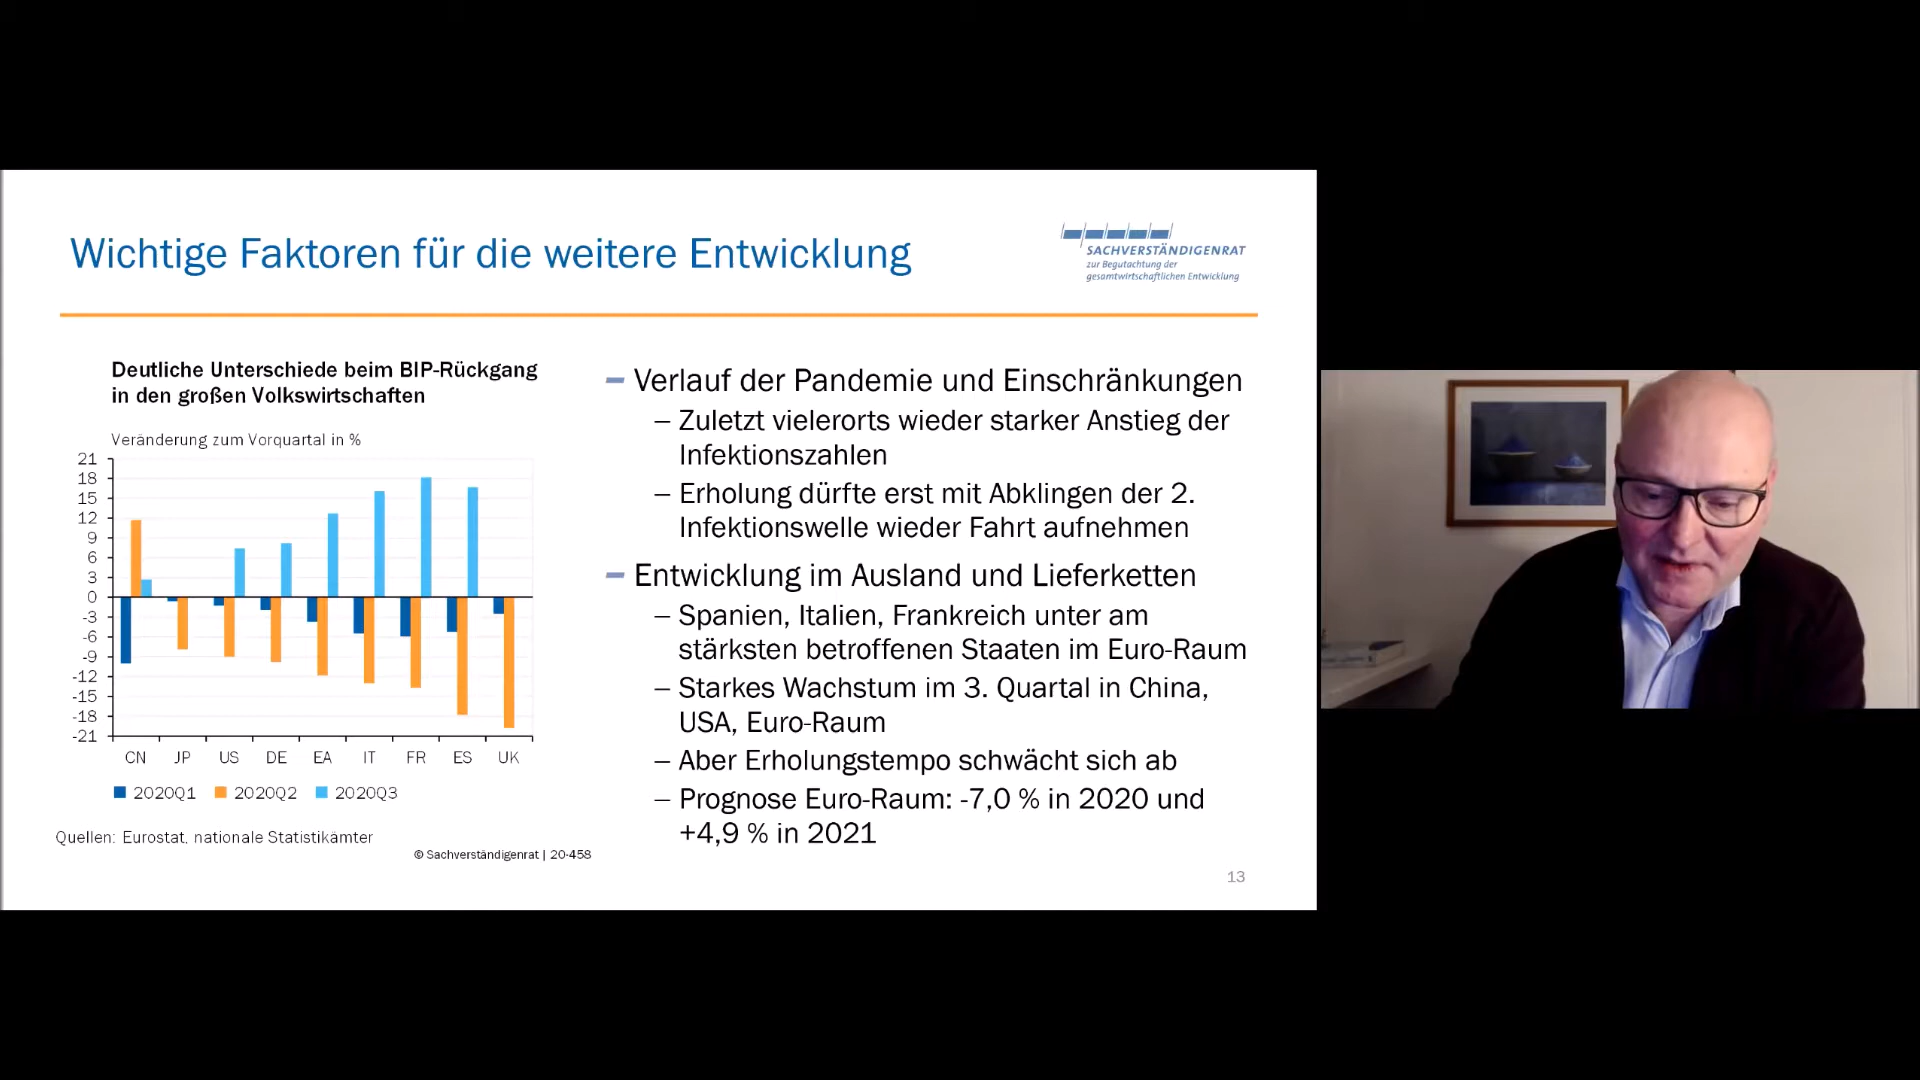 Wichtige Faktoren für die weitere Entwicklung
SACHVERSTÄNDIGENRAT
zur Begutachtung der
gesamtwirtschaftlichen Entwicklung
Deutliche Unterschiede beim BIP-Rückgang
in den großen Volkswirtschaften
Veränderung zum Vorquartal in %
21
18
15
12
9
6
3
0
-3
-6
-9
-12
-15
-18
-21
CN JP US DE EA IT FR ES UK
2020Q1 2020Q2 2020Q3
Quellen: Eurostat, nationale Statistikämter
© Sachverständigenrat | 20-458
– Verlauf der Pandemie und Einschränkungen
– Zuletzt vielerorts wieder starker Anstieg der
Infektionszahlen
– Erholung dürfte erst mit Abklingen der 2.
Infektionswelle wieder Fahrt aufnehmen
– Entwicklung im Ausland und Lieferketten
– Spanien, Italien, Frankreich unter am
stärksten betroffenen Staaten im Euro-Raum
– Starkes Wachstum im 3. Quartal in China,
USA, Euro-Raum
– Aber Erholungstempo schwächt sich ab
– Prognose Euro-Raum: -7,0 % in 2020 und
+4,9 % in 2021
13